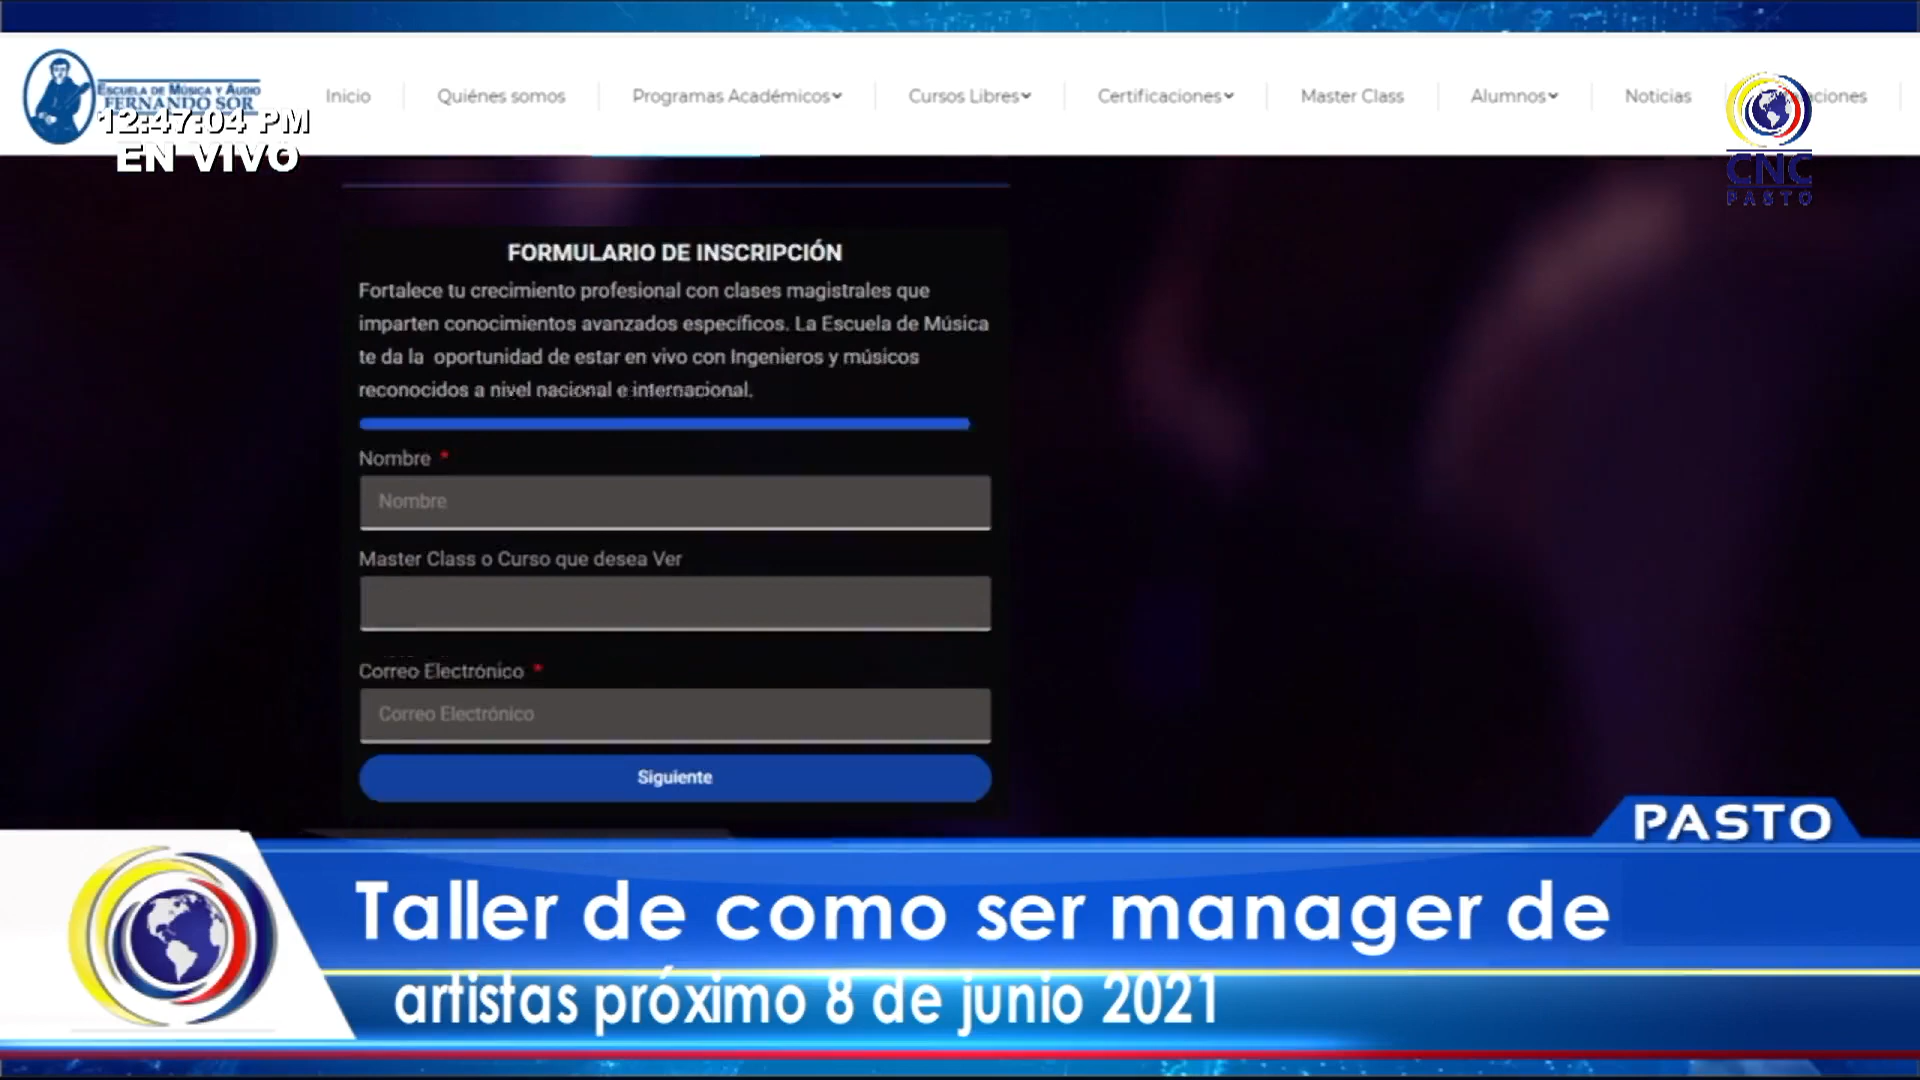 ESCUELA DE MÚSICA Y AUDIO
FERNANDO SOR
Inicio
Quiénes somos
Programas Académicos
Cursos Libres
Certificaciones
Master Class
Alumnos
Noticias
12:47:04 PM
EN VIVO
CNC
PASTO
FORMULARIO DE INSCRIPCIÓN
Fortalece tu crecimiento profesional con clases magistrales que
imparten conocimientos avanzados específicos. La Escuela de Música
te da la oportunidad de estar en vivo con Ingenieros y músicos
reconocidos a nivel nacional e internacional.
Nombre *
Nombre
Master Class o Curso que desea Ver
Correo Electrónico *
Correo Electrónico
Siguiente
PASTO
Taller de como ser manager de
artistas próximo 8 de junio 2021